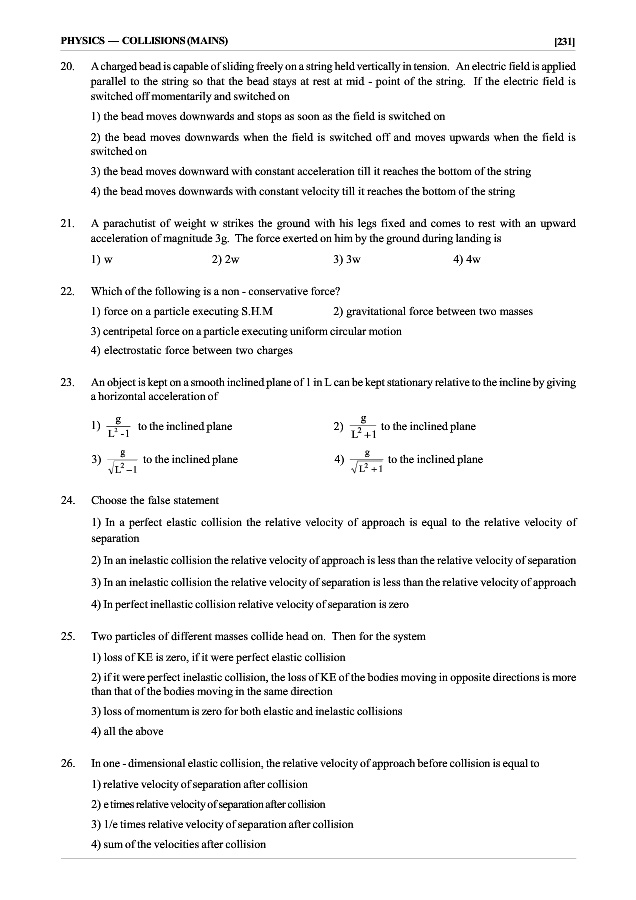 PHYSICS — COLLISIONS (MAINS) [231]
20. A charged bead is capable of sliding freely on a string held vertically in tension. An electric field is applied
parallel to the string so that the bead stays at rest at mid - point of the string. If the electric field is
switched off momentarily and switched on
1) the bead moves downwards and stops as soon as the field is switched on
2) the bead moves downwards when the field is switched off and moves upwards when the field is
switched on
3) the bead moves downward with constant acceleration till it reaches the bottom of the string
4) the bead moves downwards with constant velocity till it reaches the bottom of the string
21. A parachutist of weight w strikes the ground with his legs fixed and comes to rest with an upward
acceleration of magnitude 3g. The force exerted on him by the ground during landing is
1) w 2) 2w 3) 3w 4) 4w
22. Which of the following is a non - conservative force?
1) force on a particle executing S.H.M 2) gravitational force between two masses
3) centripetal force on a particle executing uniform circular motion
4) electrostatic force between two charges
23. An object is kept on a smooth inclined plane of 1 in L can be kept stationary relative to the incline by giving
a horizontal acceleration of
1) g/(L² -1) to the inclined plane 2) g/(L² +1) to the inclined plane
3) g/√(L² –1) to the inclined plane 4) g/√(L² +1) to the inclined plane
24. Choose the false statement
1) In a perfect elastic collision the relative velocity of approach is equal to the relative velocity of
separation
2) In an inelastic collision the relative velocity of approach is less than the relative velocity of separation
3) In an inelastic collision the relative velocity of separation is less than the relative velocity of approach
4) In perfect inellastic collision relative velocity of separation is zero
25. Two particles of different masses collide head on. Then for the system
1) loss of KE is zero, if it were perfect elastic collision
2) if it were perfect inelastic collision, the loss of KE of the bodies moving in opposite directions is more
than that of the bodies moving in the same direction
3) loss of momentum is zero for both elastic and inelastic collisions
4) all the above
26. In one - dimensional elastic collision, the relative velocity of approach before collision is equal to
1) relative velocity of separation after collision
2) e times relative velocity of separation after collision
3) 1/e times relative velocity of separation after collision
4) sum of the velocities after collision